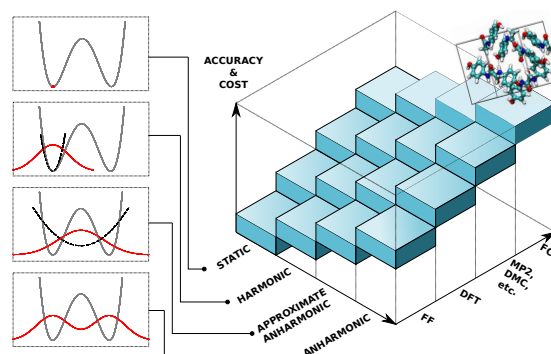 ACCURACY
&
COST
STATIC
HARMONIC
APPROXIMATE
ANHARMONIC
ANHARMONIC
FF
DFT
MP2,
DMC,
etc.